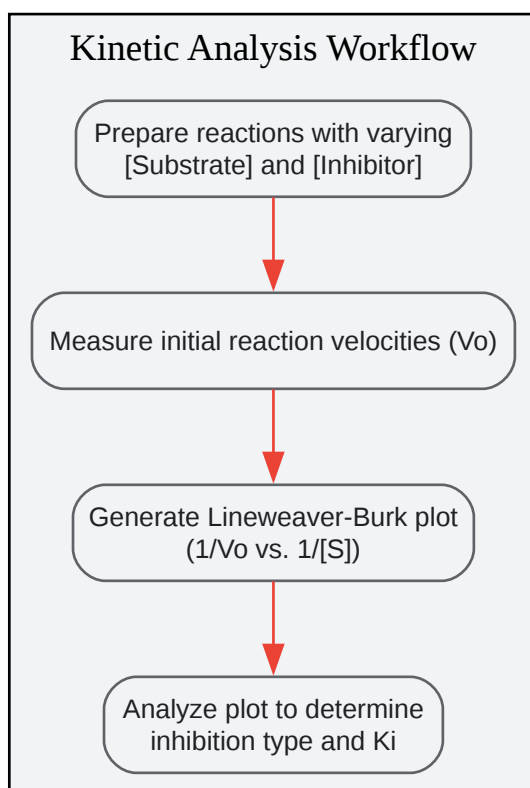 Kinetic Analysis Workflow
Prepare reactions with varying
[Substrate] and [Inhibitor]
Measure initial reaction velocities (Vo)
Generate Lineweaver-Burk plot
(1/Vo vs. 1/[S])
Analyze plot to determine
inhibition type and Ki